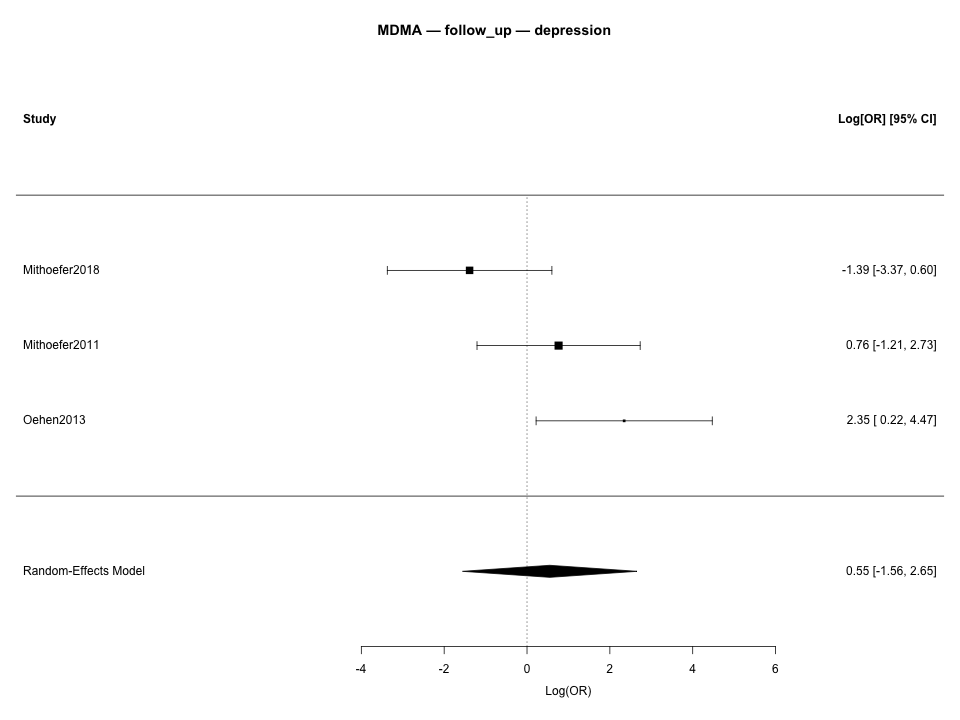 MDMA — follow_up — depression
Study Log[OR] [95% CI]
Mithoefer2018 -1.39 [-3.37, 0.60]
Mithoefer2011 0.76 [-1.21, 2.73]
Oehen2013 2.35 [ 0.22, 4.47]
Random-Effects Model 0.55 [-1.56, 2.65]
-4 -2 0 2 4 6
Log(OR)